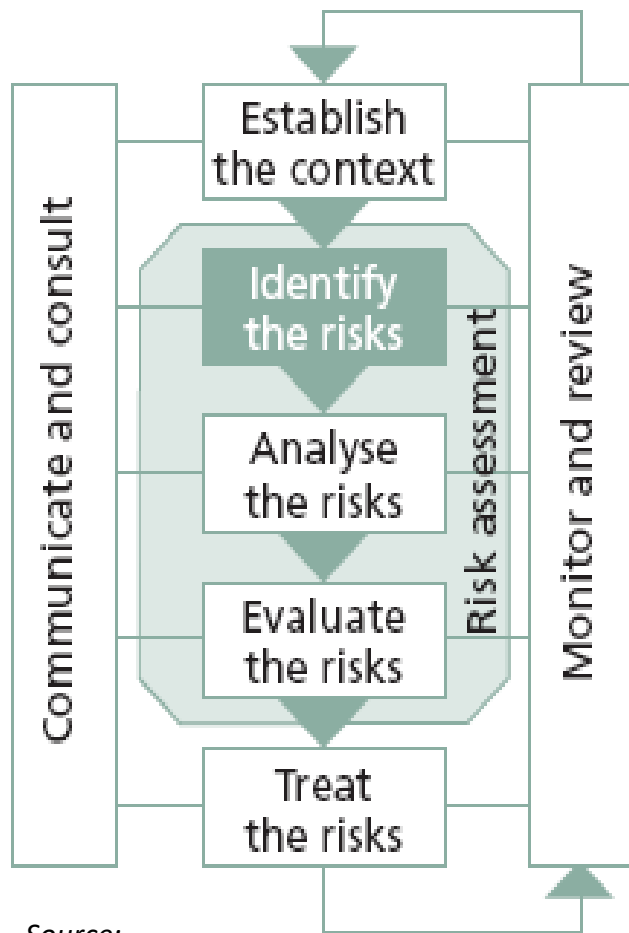 Establish
the context
Communicate and consult
Identify
the risks
Analyse
the risks
Evaluate
the risks
Risk assessment
Monitor and review
Treat
the risks
Source: